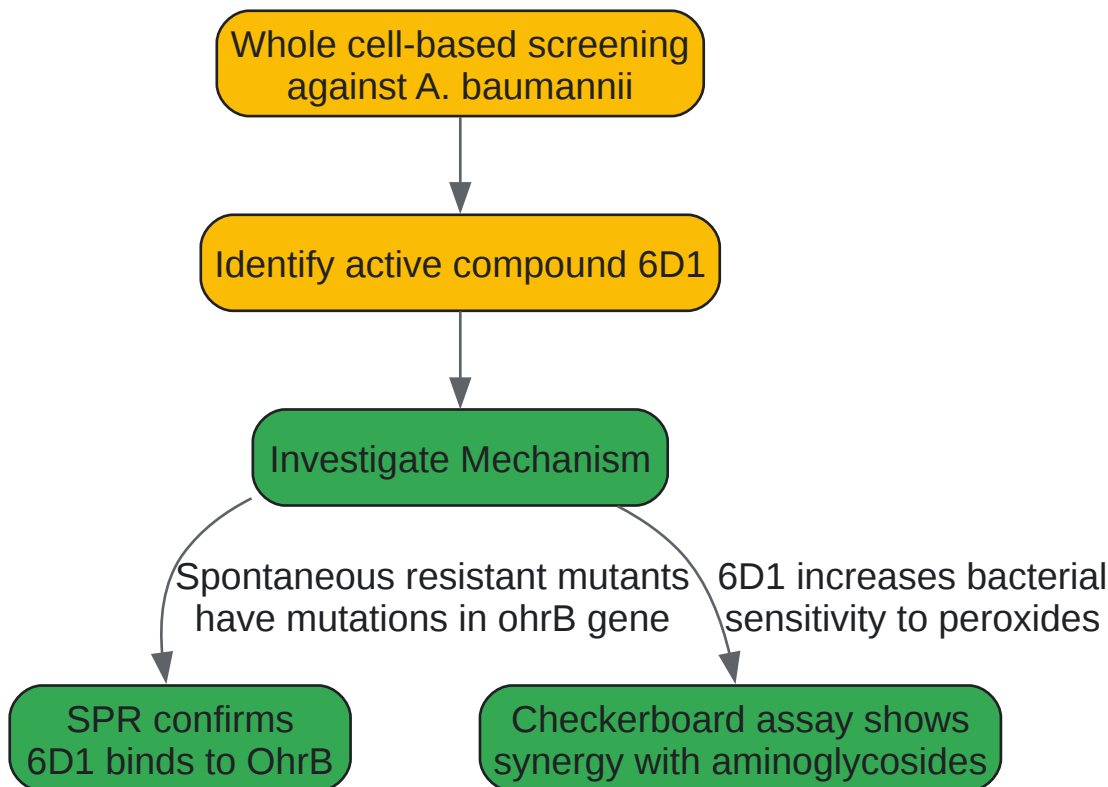 Whole cell-based screening
against A. baumannii
Identify active compound 6D1
Investigate Mechanism
Spontaneous resistant mutants
have mutations in ohrB gene
6D1 increases bacterial
sensitivity to peroxides
SPR confirms
6D1 binds to OhrB
Checkerboard assay shows
synergy with aminoglycosides